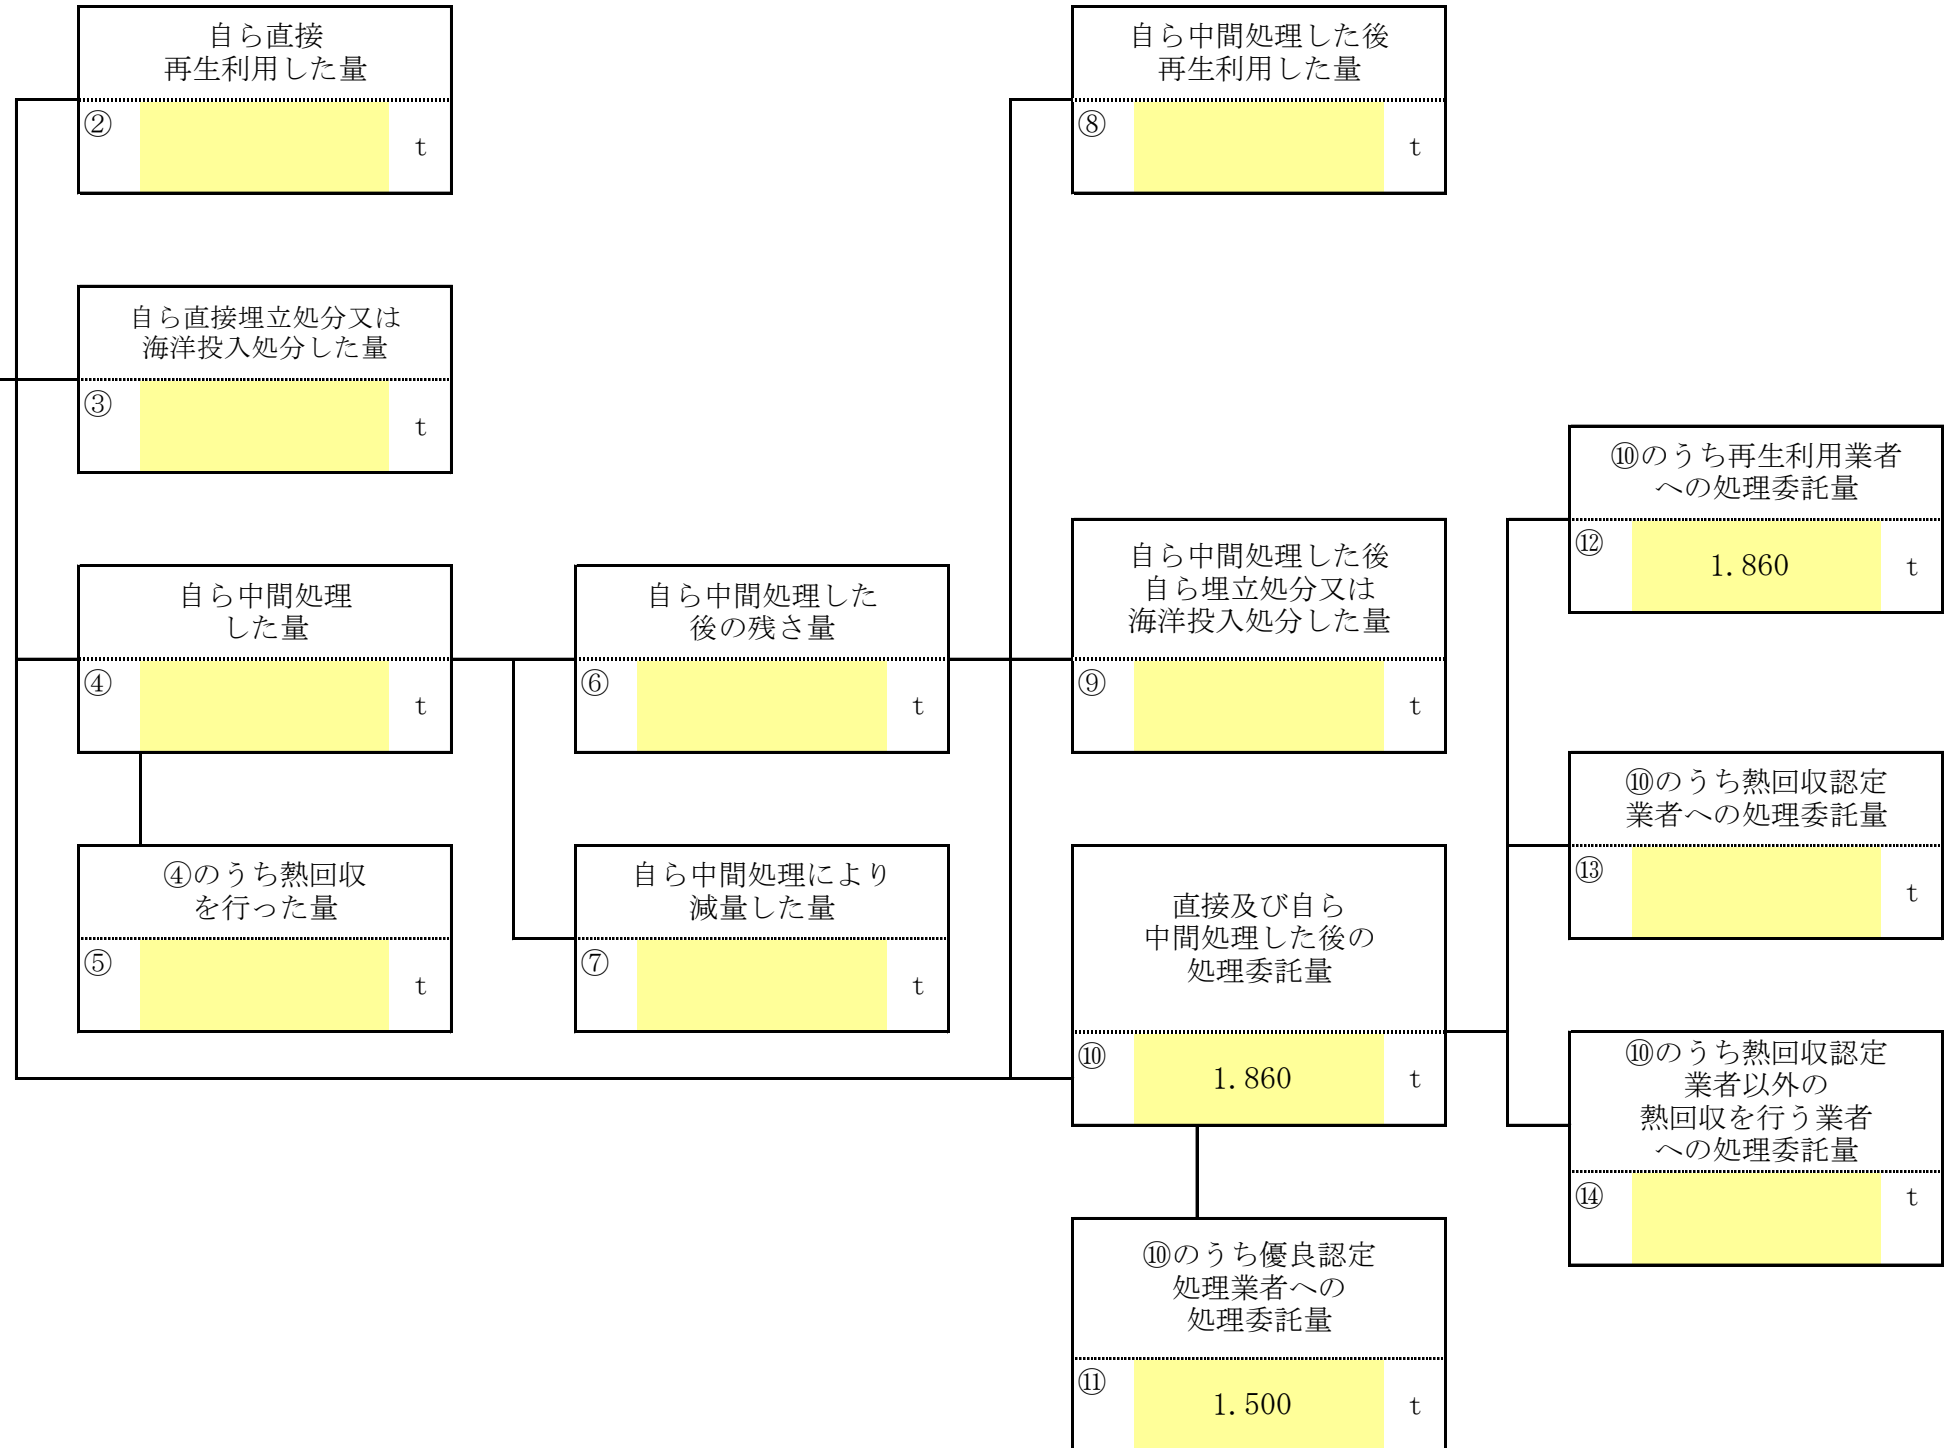 自ら直接
再生利用した量
②
t
自ら中間処理した後
再生利用した量
⑧
t
自ら直接埋立処分又は
海洋投入処分した量
③
t
⑩のうち再生利用業者
への処理委託量
⑫
1.860
t
自ら中間処理
した量
④
t
自ら中間処理した
後の残さ量
⑥
t
自ら中間処理した後
自ら埋立処分又は
海洋投入処分した量
⑨
t
⑩のうち熱回収認定
業者への処理委託量
⑬
t
④のうち熱回収
を行った量
⑤
t
自ら中間処理により
減量した量
⑦
t
直接及び自ら
中間処理した後の
処理委託量
⑩
1.860
t
⑩のうち熱回収認定
業者以外の
熱回収を行う業者
への処理委託量
⑭
t
⑩のうち優良認定
処理業者への
処理委託量
⑪
1.500
t